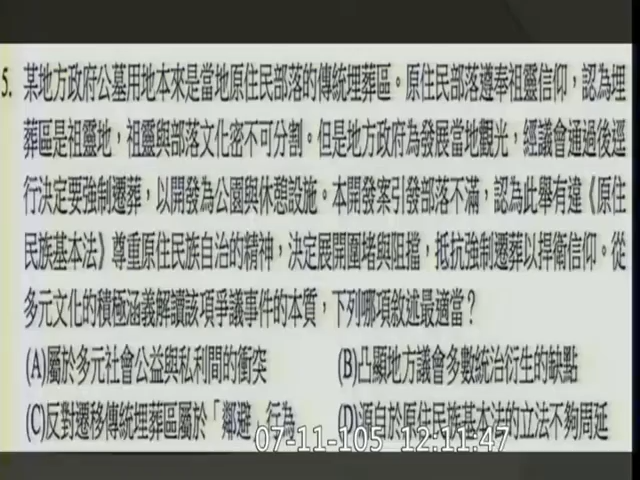 5. 某地方政府公墓用地本來是當地原住民部落的傳統埋葬區。原住民部落遵奉祖靈信仰，認為埋
葬區是祖靈地，祖靈與部落文化密不可分割。但是地方政府為發展當地觀光，經議會通過後逕
行決定要強制遷葬，以開發為公園與休憩設施。本開發案引發部落不滿，認為此舉有違《原住
民族基本法》尊重原住民族自治的精神，決定展開圍堵與阻擋，抵抗強制遷葬以捍衛信仰。從
多元文化的積極涵義解讀該項爭議事件的本質，下列哪項敘述最適當？
(A)屬於多元社會公益與私利間的衝突 (B)凸顯地方議會多數統治衍生的缺點
(C)反對遷移傳統埋葬區屬於「鄰避」行為 (D)源自於原住民族基本法的立法不夠周延
07-11-105 12:11:47